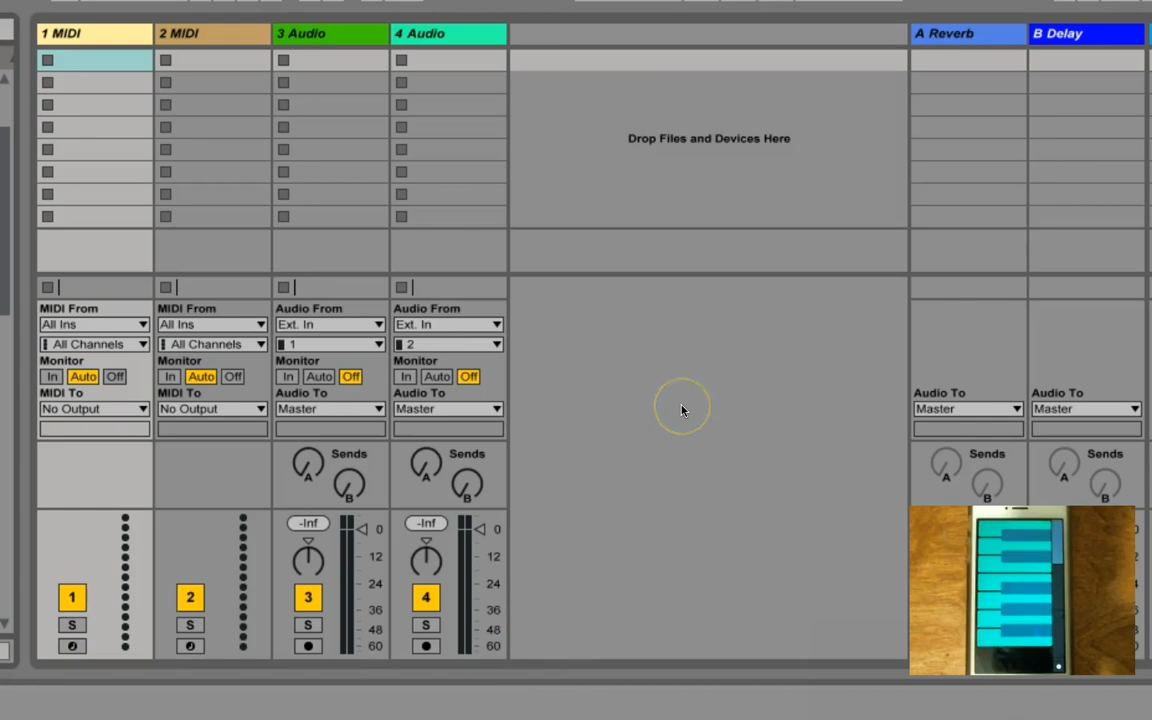 1 MIDI 2 MIDI 3 Audio 4 Audio A Reverb B Delay
Drop Files and Devices Here
MIDI From MIDI From Audio From Audio From
All Ins All Ins Ext. In Ext. In
All Channels All Channels 1 2
Monitor Monitor Monitor Monitor
In Auto Off In Auto Off In Auto Off In Auto Off
MIDI To MIDI To Audio To Audio To Audio To Audio To
No Output No Output Master Master Master Master
Sends Sends Sends Sends
A A A A
B B B B
-Inf -Inf
0 0
12 12
24 24
1 2 3 4
36 36
S S S S
48 48
60 60